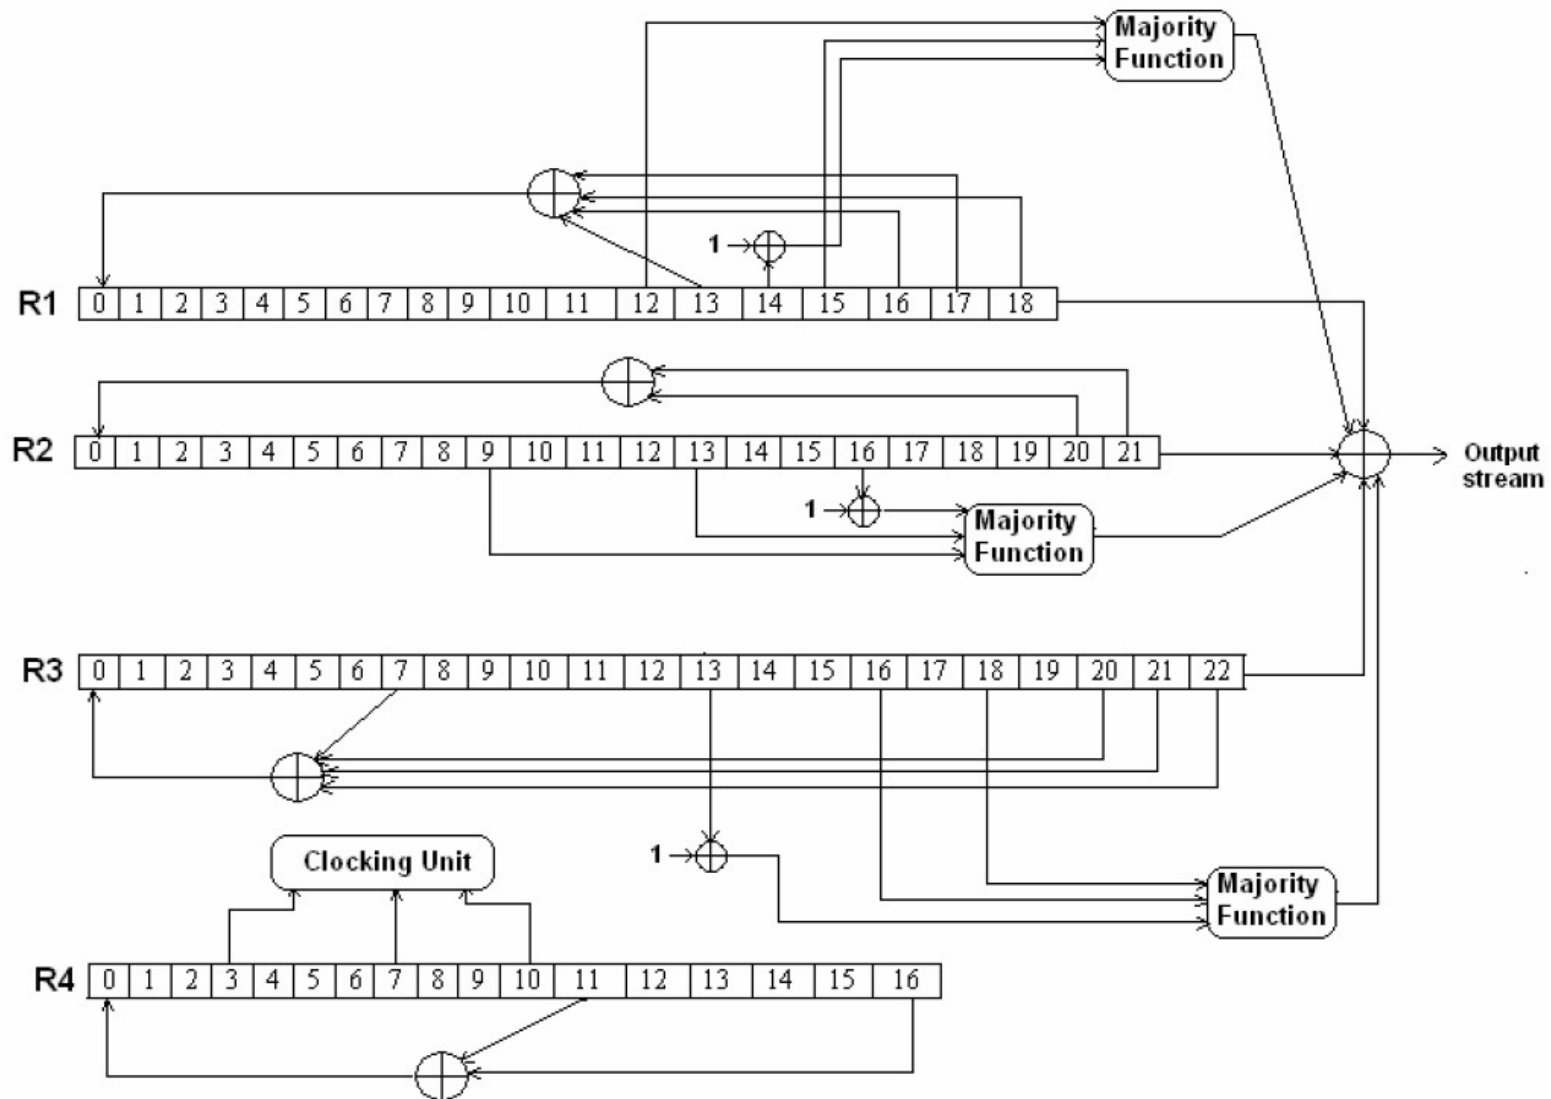 Majority
Function
1
R1 0 1 2 3 4 5 6 7 8 9 10 11 12 13 14 15 16 17 18
R2 0 1 2 3 4 5 6 7 8 9 10 11 12 13 14 15 16 17 18 19 20 21
Output
stream
1
Majority
Function
R3 0 1 2 3 4 5 6 7 8 9 10 11 12 13 14 15 16 17 18 19 20 21 22
1
Clocking Unit
Majority
Function
R4 0 1 2 3 4 5 6 7 8 9 10 11 12 13 14 15 16